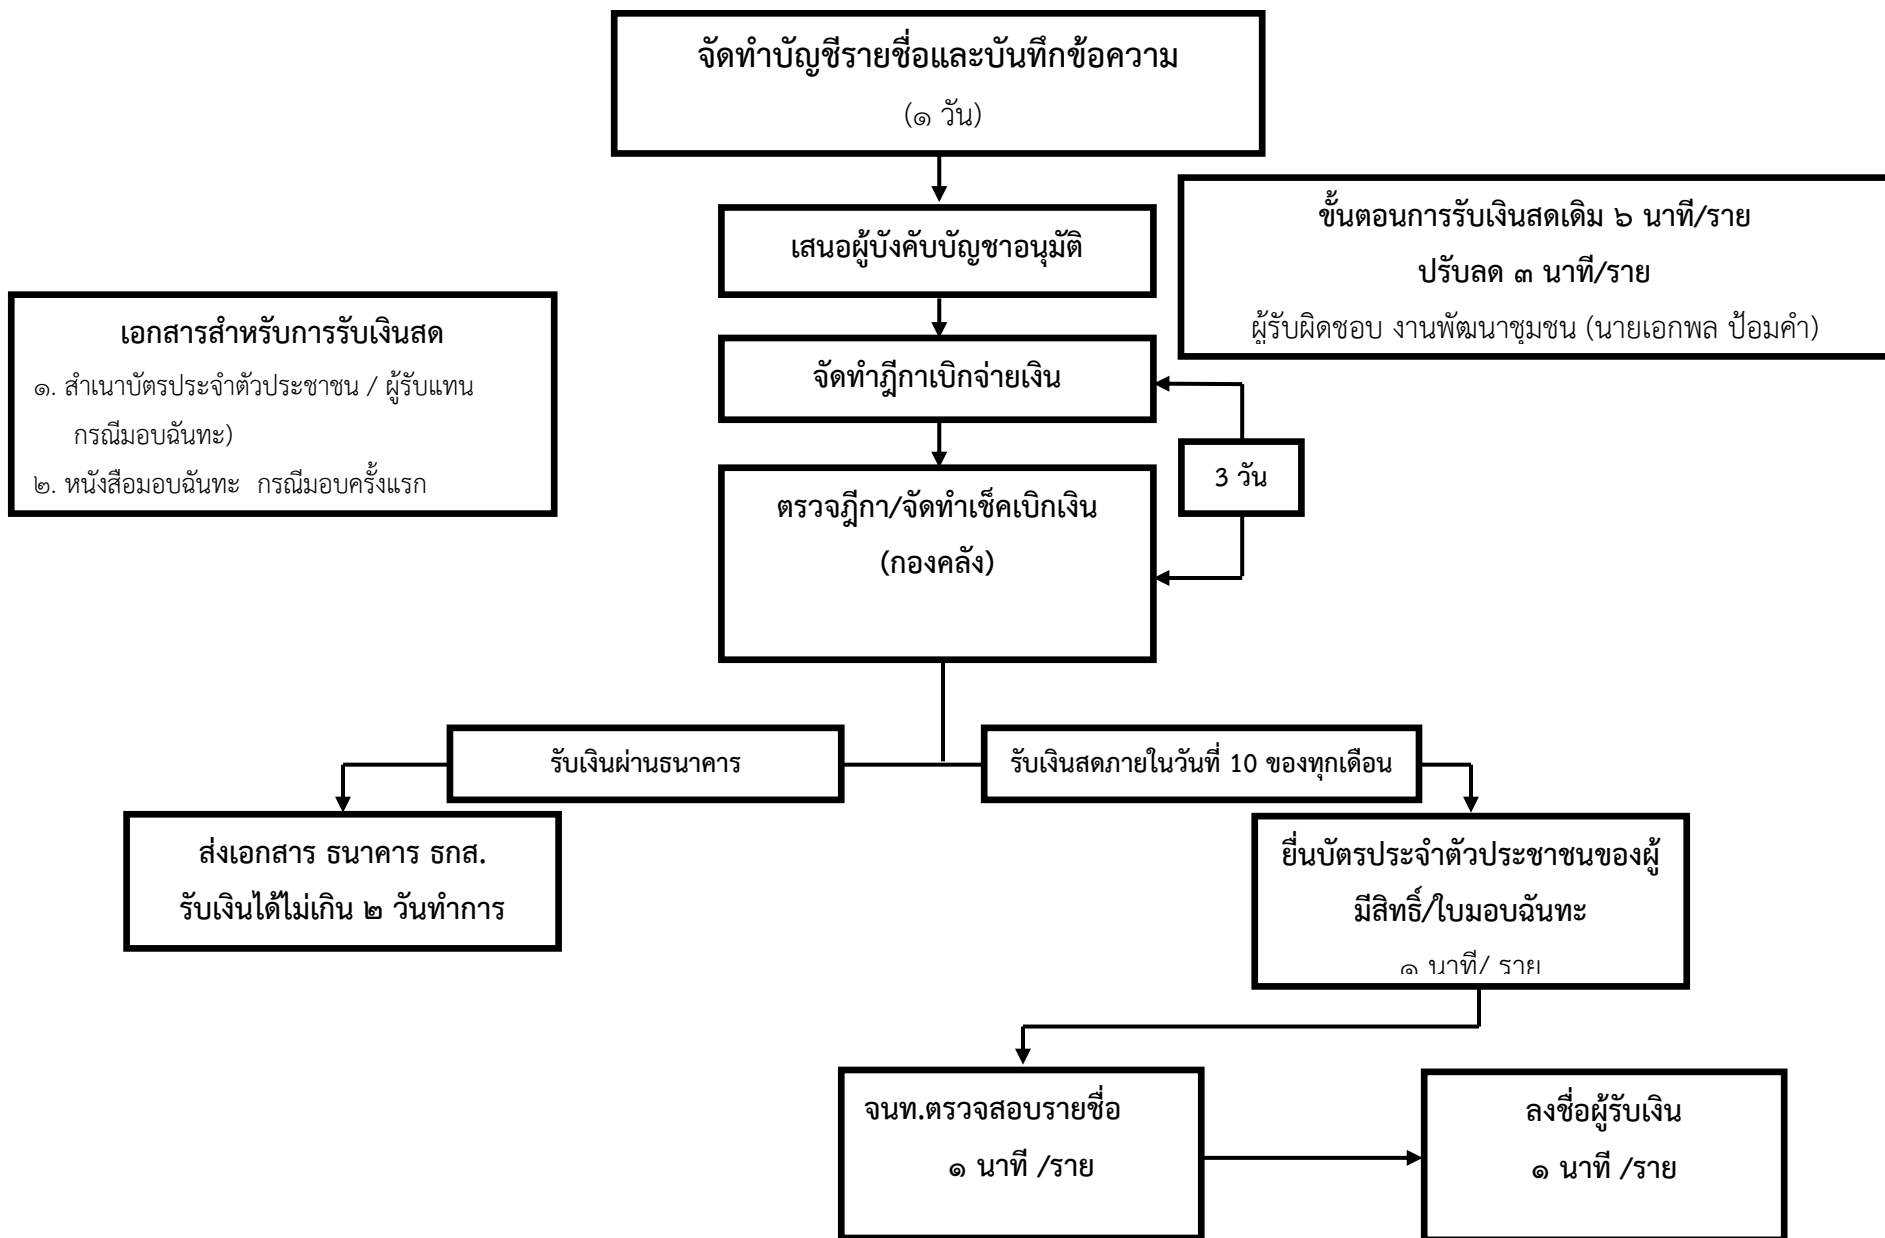 จัดทำบัญชีรายชื่อและบันทึกข้อความ
(๑ วัน)
เสนอผู้บังคับบัญชาอนุมัติ
ขั้นตอนการรับเงินสดเดิม ๖ นาที/ราย
ปรับลด ๓ นาที/ราย
ผู้รับผิดชอบ งานพัฒนาชุมชน (นายเอกพล ป้อมคำ)
เอกสารสำหรับการรับเงินสด
๑. สำเนาบัตรประจำตัวประชาชน / ผู้รับแทน
กรณีมอบฉันทะ)
๒. หนังสือมอบฉันทะ กรณีมอบครั้งแรก
จัดทำฎีกาเบิกจ่ายเงิน
3 วัน
ตรวจฎีกา/จัดทำเช็คเบิกเงิน
(กองคลัง)
รับเงินผ่านธนาคาร
รับเงินสดภายในวันที่ 10 ของทุกเดือน
ส่งเอกสาร ธนาคาร ธกส.
รับเงินได้ไม่เกิน ๒ วันทำการ
ยื่นบัตรประจำตัวประชาชนของผู้
มีสิทธิ์/ใบมอบฉันทะ
๑ นาที/ ราย
จนท.ตรวจสอบรายชื่อ
๑ นาที /ราย
ลงชื่อผู้รับเงิน
๑ นาที /ราย